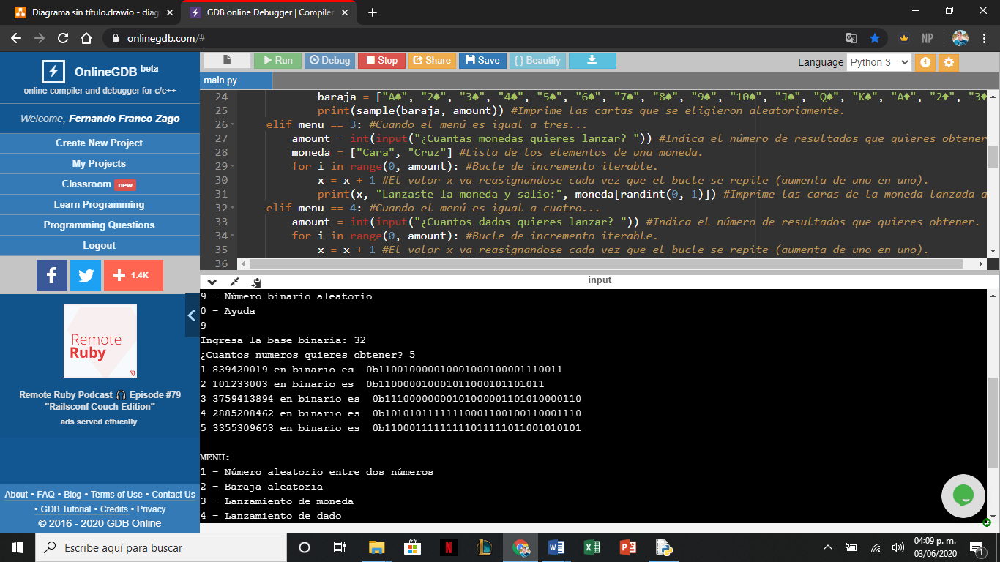 Diagrama sin título.drawio - diag
GDB online Debugger | Compiler
onlinegdb.com/#
NP
OnlineGDB beta
online compiler and debugger for c/c++
Welcome, Fernando Franco Zago
Create New Project
My Projects
Classroom new
Learn Programming
Programming Questions
Logout
1.4K
Remote
Ruby
Remote Ruby Podcast 🎧 Episode #79
"Railsconf Couch Edition"
ads served ethically
About • FAQ • Blog • Terms of Use • Contact Us
• GDB Tutorial • Credits • Privacy
© 2016 - 2020 GDB Online
Run Debug Stop Share Save { } Beautify
Language Python 3
main.py
24 baraja = ["A♠", "2♠", "3♠", "4♠", "5♠", "6♠", "7♠", "8♠", "9♠", "10♠", "J♠", "Q♠", "K♠", "A♦", "2♦", "3♦
25 print(sample(baraja, amount)) #Imprime las cartas que se eligieron aleatoriamente.
26 elif menu == 3: #Cuando el menú es igual a tres...
27 amount = int(input("¿Cuantas monedas quieres lanzar? ")) #Indica el número de resultados que quieres obtener
28 moneda = ["Cara", "Cruz"] #Lista de los elementos de una moneda.
29 for i in range(0, amount): #Bucle de incremento iterable.
30 x = x + 1 #El valor x va reasignandose cada vez que el bucle se repite (aumenta de uno en uno).
31 print(x, "Lanzaste la moneda y salio:", moneda[randint(0, 1)]) #Imprime las caras de la moneda lanzada a
32 elif menu == 4: #Cuando el menú es igual a cuatro...
33 amount = int(input("¿Cuantos dados quieres lanzar? ")) #Indica el número de resultados que quieres obtener.
34 for i in range(0, amount): #Bucle de incremento iterable.
35 x = x + 1 #El valor x va reasignandose cada vez que el bucle se repite (aumenta de uno en uno).
36
input
9 - Número binario aleatorio
0 - Ayuda
9
Ingresa la base binaria: 32
¿Cuantos numeros quieres obtener? 5
1 839420019 en binario es  0b110010000010001000100001110011
2 101233003 en binario es  0b110000010001011000101101011
3 3759413894 en binario es  0b11100000000101000001101010000110
4 2885208462 en binario es  0b10101011111110001100100110001110
5 3355309653 en binario es  0b11000111111111011111011001010101
MENU:
1 - Número aleatorio entre dos números
2 - Baraja aleatoria
3 - Lanzamiento de moneda
4 - Lanzamiento de dado
Escribe aquí para buscar
04:09 p. m.
03/06/2020
1